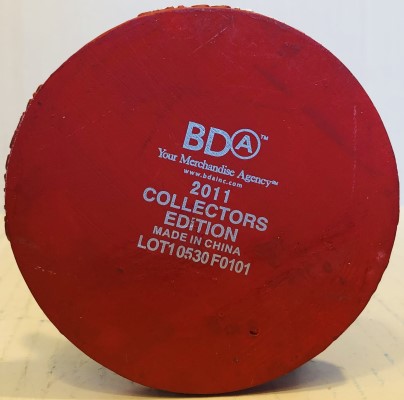 BDA™
Your Merchandise Agency℠
www.bdainc.com
2011
COLLECTORS
EDiTiON
MADE IN CHINA
LOT10530F0101